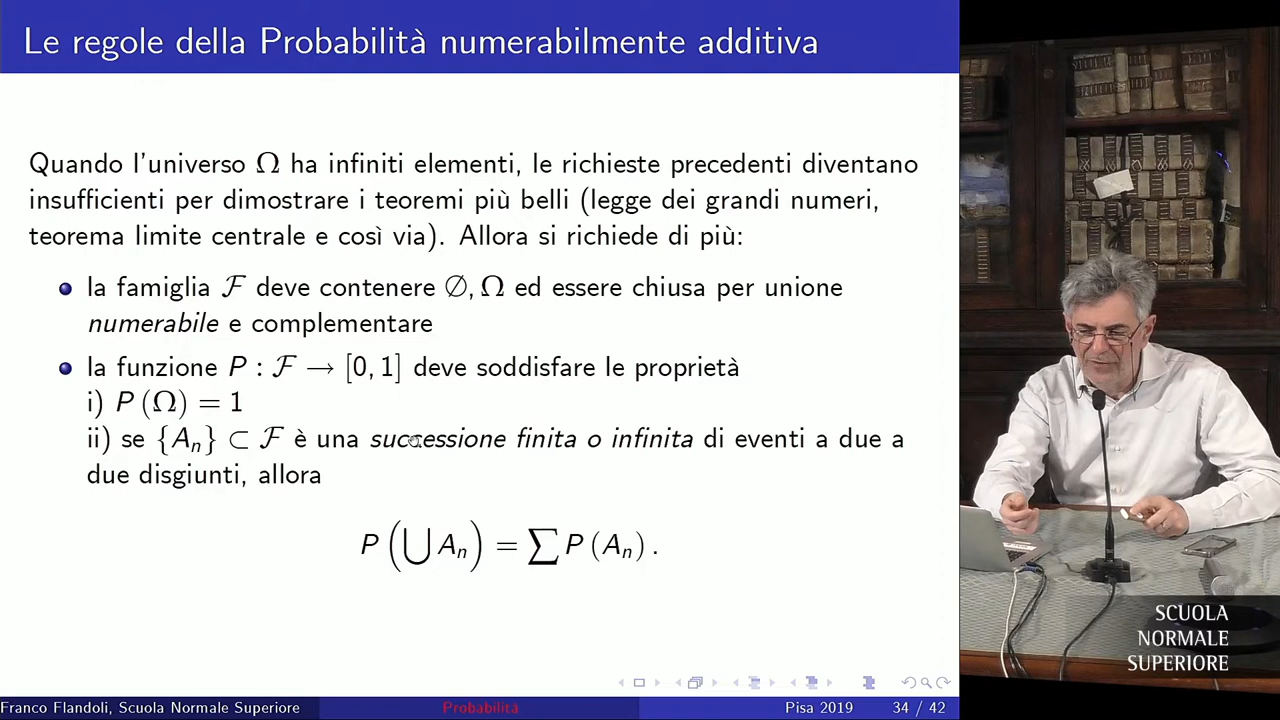 Le regole della Probabilità numerabilmente additiva
Quando l'universo Ω ha infiniti elementi, le richieste precedenti diventano
insufficienti per dimostrare i teoremi più belli (legge dei grandi numeri,
teorema limite centrale e così via). Allora si richiede di più:
la famiglia ℱ deve contenere ∅, Ω ed essere chiusa per unione
numerabile e complementare
la funzione P : ℱ → [0, 1] deve soddisfare le proprietà
i) P (Ω) = 1
ii) se {Aₙ} ⊂ ℱ è una successione finita o infinita di eventi a due a
due disgiunti, allora
P (⋃ Aₙ) = ∑ P (Aₙ) .
Franco Flandoli, Scuola Normale Superiore
Probabilità
Pisa 2019
34 / 42
SCUOLA
NORMALE
SUPERIORE